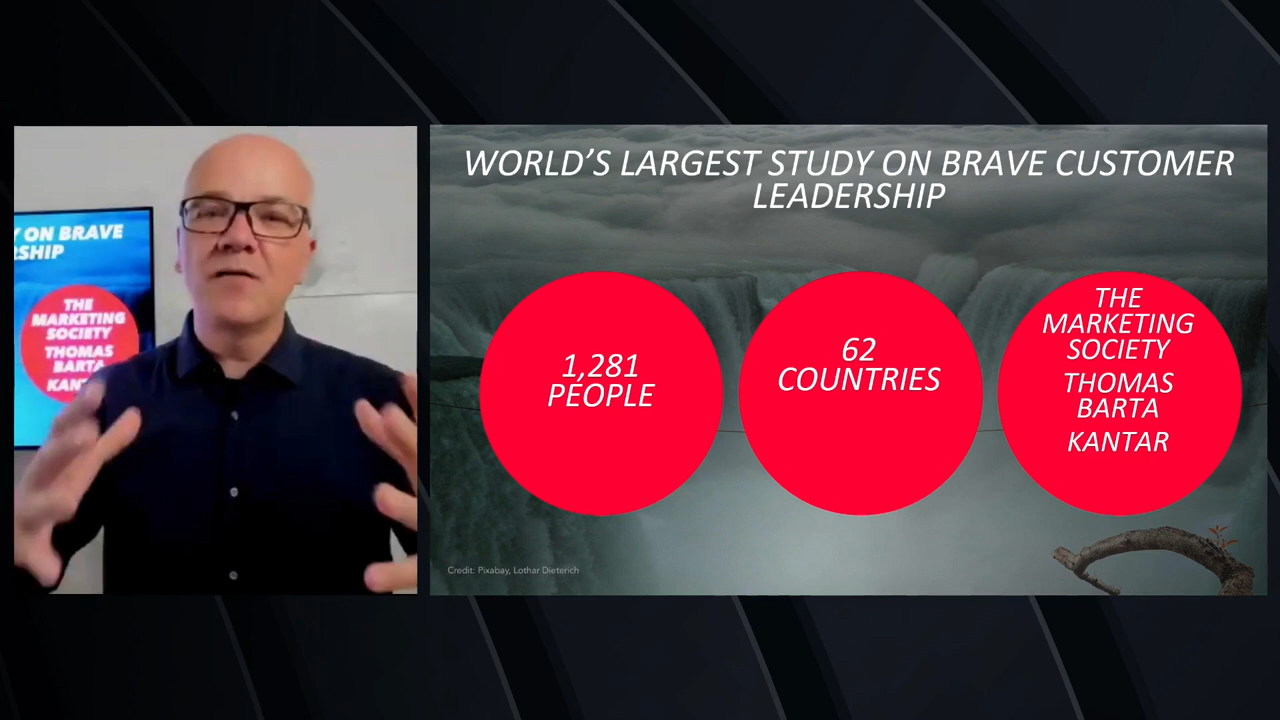 Y ON BRAVE
RSHIP
THE
MARKETING
SOCIETY
THOMAS
BARTA
WORLD'S LARGEST STUDY ON BRAVE CUSTOMER
LEADERSHIP
1,281
PEOPLE
62
COUNTRIES
THE
MARKETING
SOCIETY
THOMAS
BARTA
KANTAR
Credit: Pixabay, Lothar Dieterich